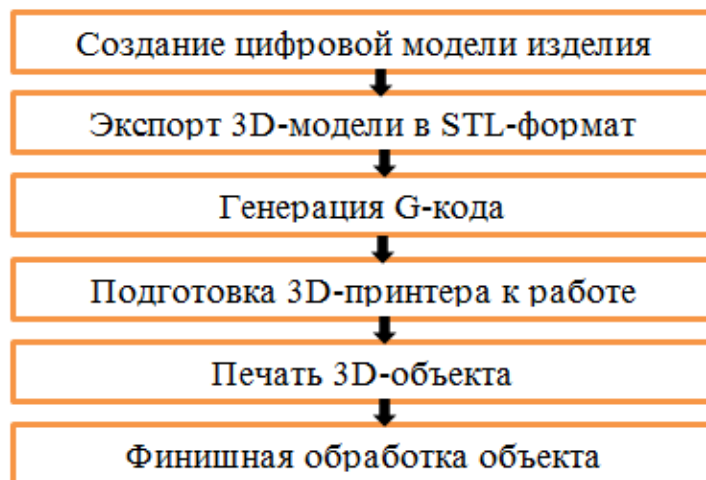 Создание цифровой модели изделия
Экспорт 3D-модели в STL-формат
Генерация G-кода
Подготовка 3D-принтера к работе
Печать 3D-объекта
Финишная обработка объекта